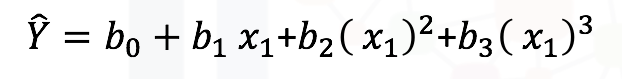 Ŷ = b₀ + b₁ x₁+b₂( x₁)²+b₃( x₁)³